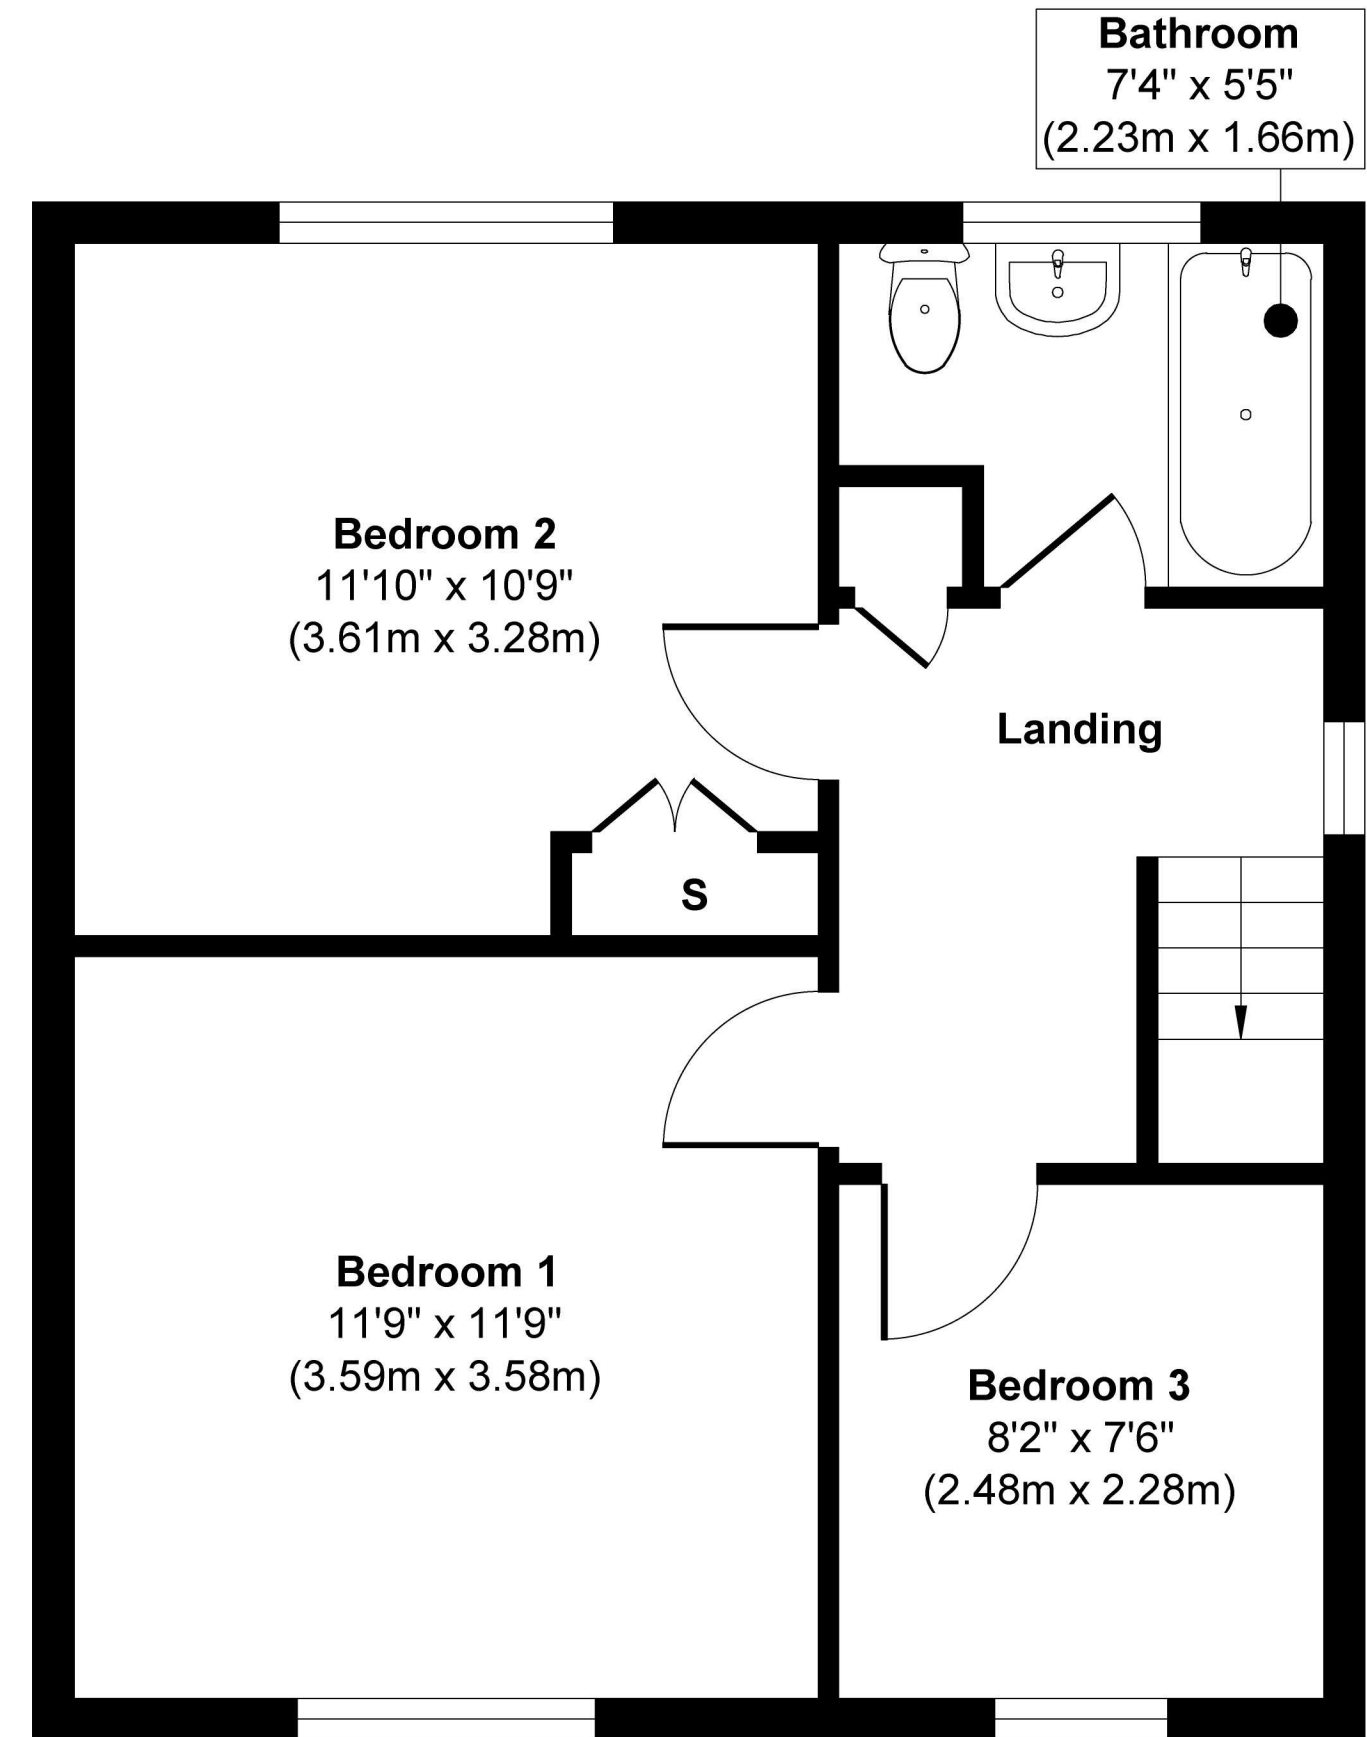 Bathroom
7'4" x 5'5"
(2.23m x 1.66m)
Bedroom 2
11'10" x 10'9"
(3.61m x 3.28m)
Landing
S
Bedroom 1
11'9" x 11'9"
(3.59m x 3.58m)
Bedroom 3
8'2" x 7'6"
(2.48m x 2.28m)